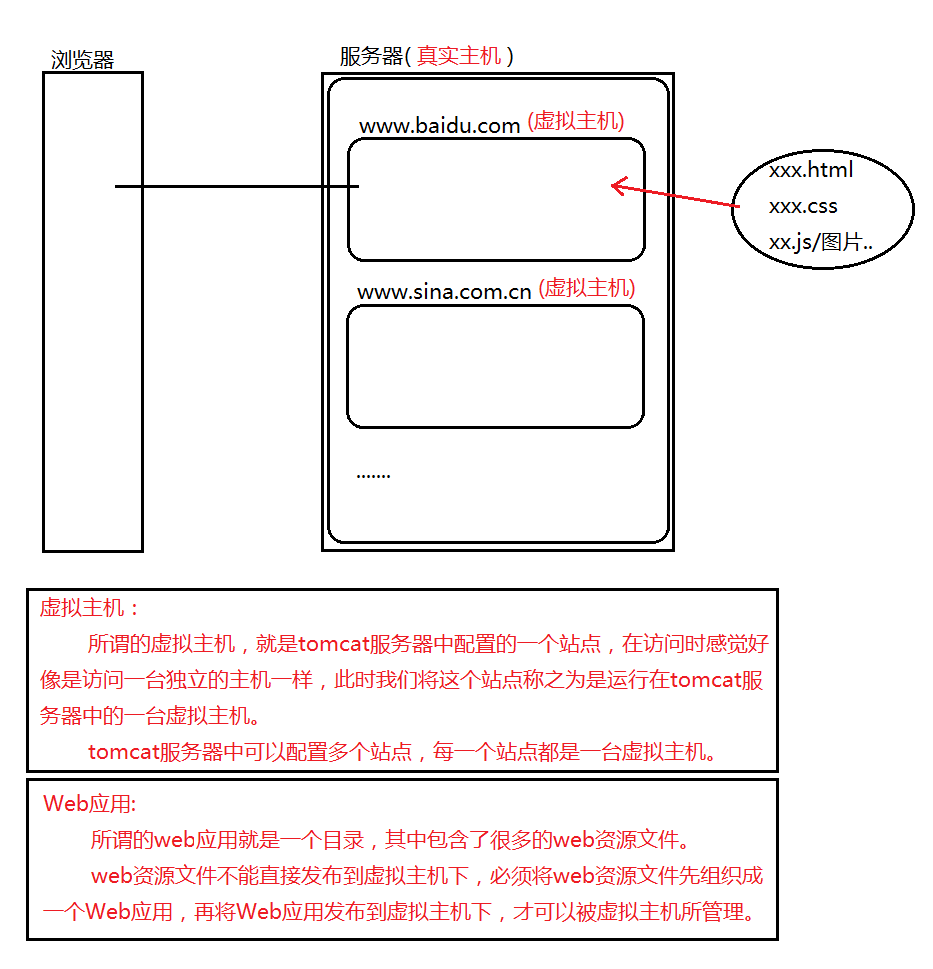 浏览器
服务器( 真实主机 )
www.baidu.com (虚拟主机)
xxx.html
xxx.css
xx.js/图片..
www.sina.com.cn (虚拟主机)
.......
虚拟主机：
所谓的虚拟主机，就是tomcat服务器中配置的一个站点，在访问时感觉好
像是访问一台独立的主机一样，此时我们将这个站点称之为是运行在tomcat服
务器中的一台虚拟主机。
tomcat服务器中可以配置多个站点，每一个站点都是一台虚拟主机。
Web应用:
所谓的web应用就是一个目录，其中包含了很多的web资源文件。
web资源文件不能直接发布到虚拟主机下，必须将web资源文件先组织成
一个Web应用，再将Web应用发布到虚拟主机下，才可以被虚拟主机所管理。